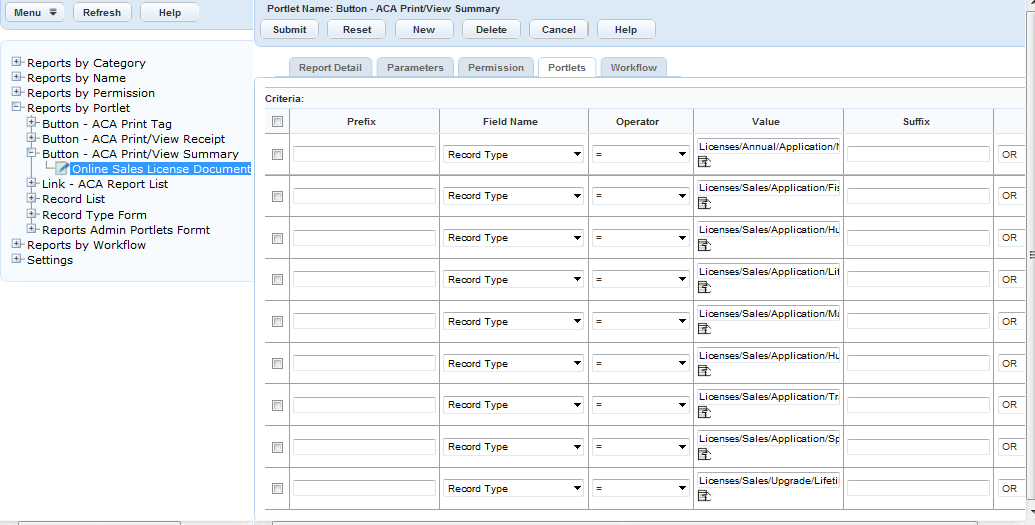 Menu Refresh Help
Reports by Category
Reports by Name
Reports by Permission
Reports by Portlet
Button - ACA Print Tag
Button - ACA Print/View Receipt
Button - ACA Print/View Summary
Online Sales License Document
Link - ACA Report List
Record List
Record Type Form
Reports Admin Portlets Formt
Reports by Workflow
Settings
Portlet Name: Button - ACA Print/View Summary
Submit Reset New Delete Cancel Help
Report Detail Parameters Permission Portlets Workflow
Criteria:
Prefix Field Name Operator Value Suffix
Record Type = Licenses/Annual/Application/ OR
Record Type = Licenses/Sales/Application/Fis OR
Record Type = Licenses/Sales/Application/Hu OR
Record Type = Licenses/Sales/Application/Lif OR
Record Type = Licenses/Sales/Application/Ma OR
Record Type = Licenses/Sales/Application/Hu OR
Record Type = Licenses/Sales/Application/Tra OR
Record Type = Licenses/Sales/Application/Sp OR
Record Type = Licenses/Sales/Upgrade/Lifeti OR